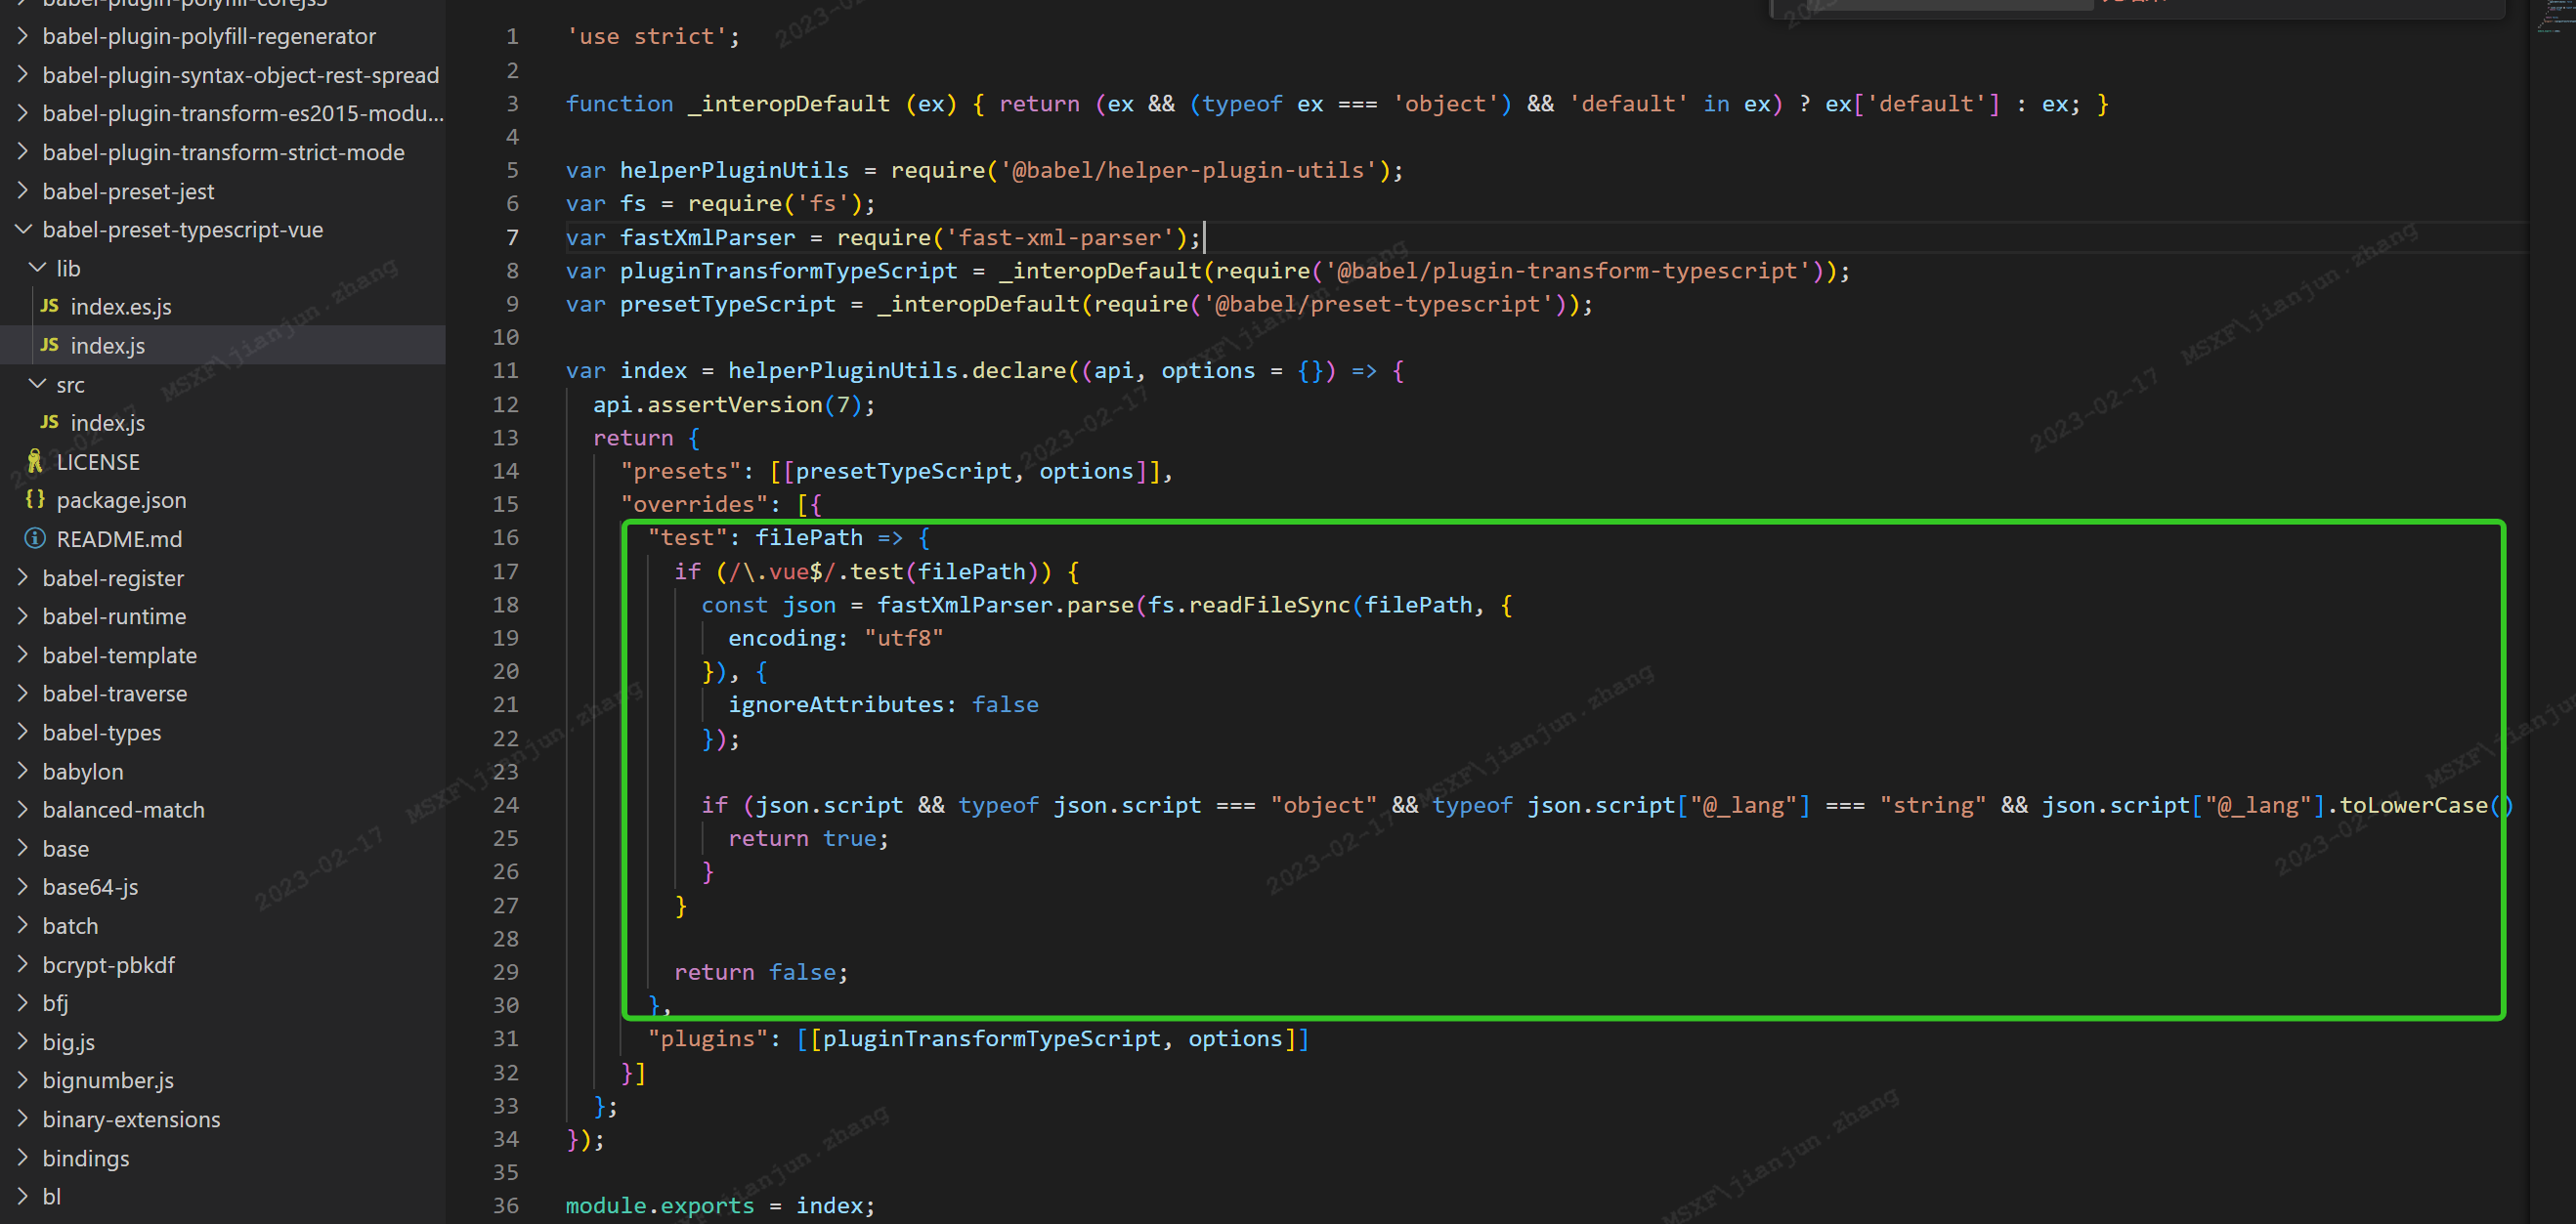 babel-plugin-polyfill-corejs3
babel-plugin-polyfill-regenerator
babel-plugin-syntax-object-rest-spread
babel-plugin-transform-es2015-modu...
babel-plugin-transform-strict-mode
babel-preset-jest
babel-preset-typescript-vue
lib
JS index.es.js
JS index.js
src
JS index.js
LICENSE
{} package.json
README.md
babel-register
babel-runtime
babel-template
babel-traverse
babel-types
babylon
balanced-match
base
base64-js
batch
bcrypt-pbkdf
bfj
big.js
bignumber.js
binary-extensions
bindings
bl
1 'use strict';
2
3 function _interopDefault (ex) { return (ex && (typeof ex === 'object') && 'default' in ex) ? ex['default'] : ex; }
4
5 var helperPluginUtils = require('@babel/helper-plugin-utils');
6 var fs = require('fs');
7 var fastXmlParser = require('fast-xml-parser');
8 var pluginTransformTypeScript = _interopDefault(require('@babel/plugin-transform-typescript'));
9 var presetTypeScript = _interopDefault(require('@babel/preset-typescript'));
10
11 var index = helperPluginUtils.declare((api, options = {}) => {
12 api.assertVersion(7);
13 return {
14 "presets": [[presetTypeScript, options]],
15 "overrides": [{
16 "test": filePath => {
17 if (/\.vue$/.test(filePath)) {
18 const json = fastXmlParser.parse(fs.readFileSync(filePath, {
19 encoding: "utf8"
20 }), {
21 ignoreAttributes: false
22 });
23
24 if (json.script && typeof json.script === "object" && typeof json.script["@_lang"] === "string" && json.script["@_lang"].toLowerCase()
25 return true;
26 }
27 }
28
29 return false;
30 },
31 "plugins": [[pluginTransformTypeScript, options]]
32 }]
33 };
34 });
35
36 module.exports = index;
MSXF\jianjun.zhang
2023-02-17